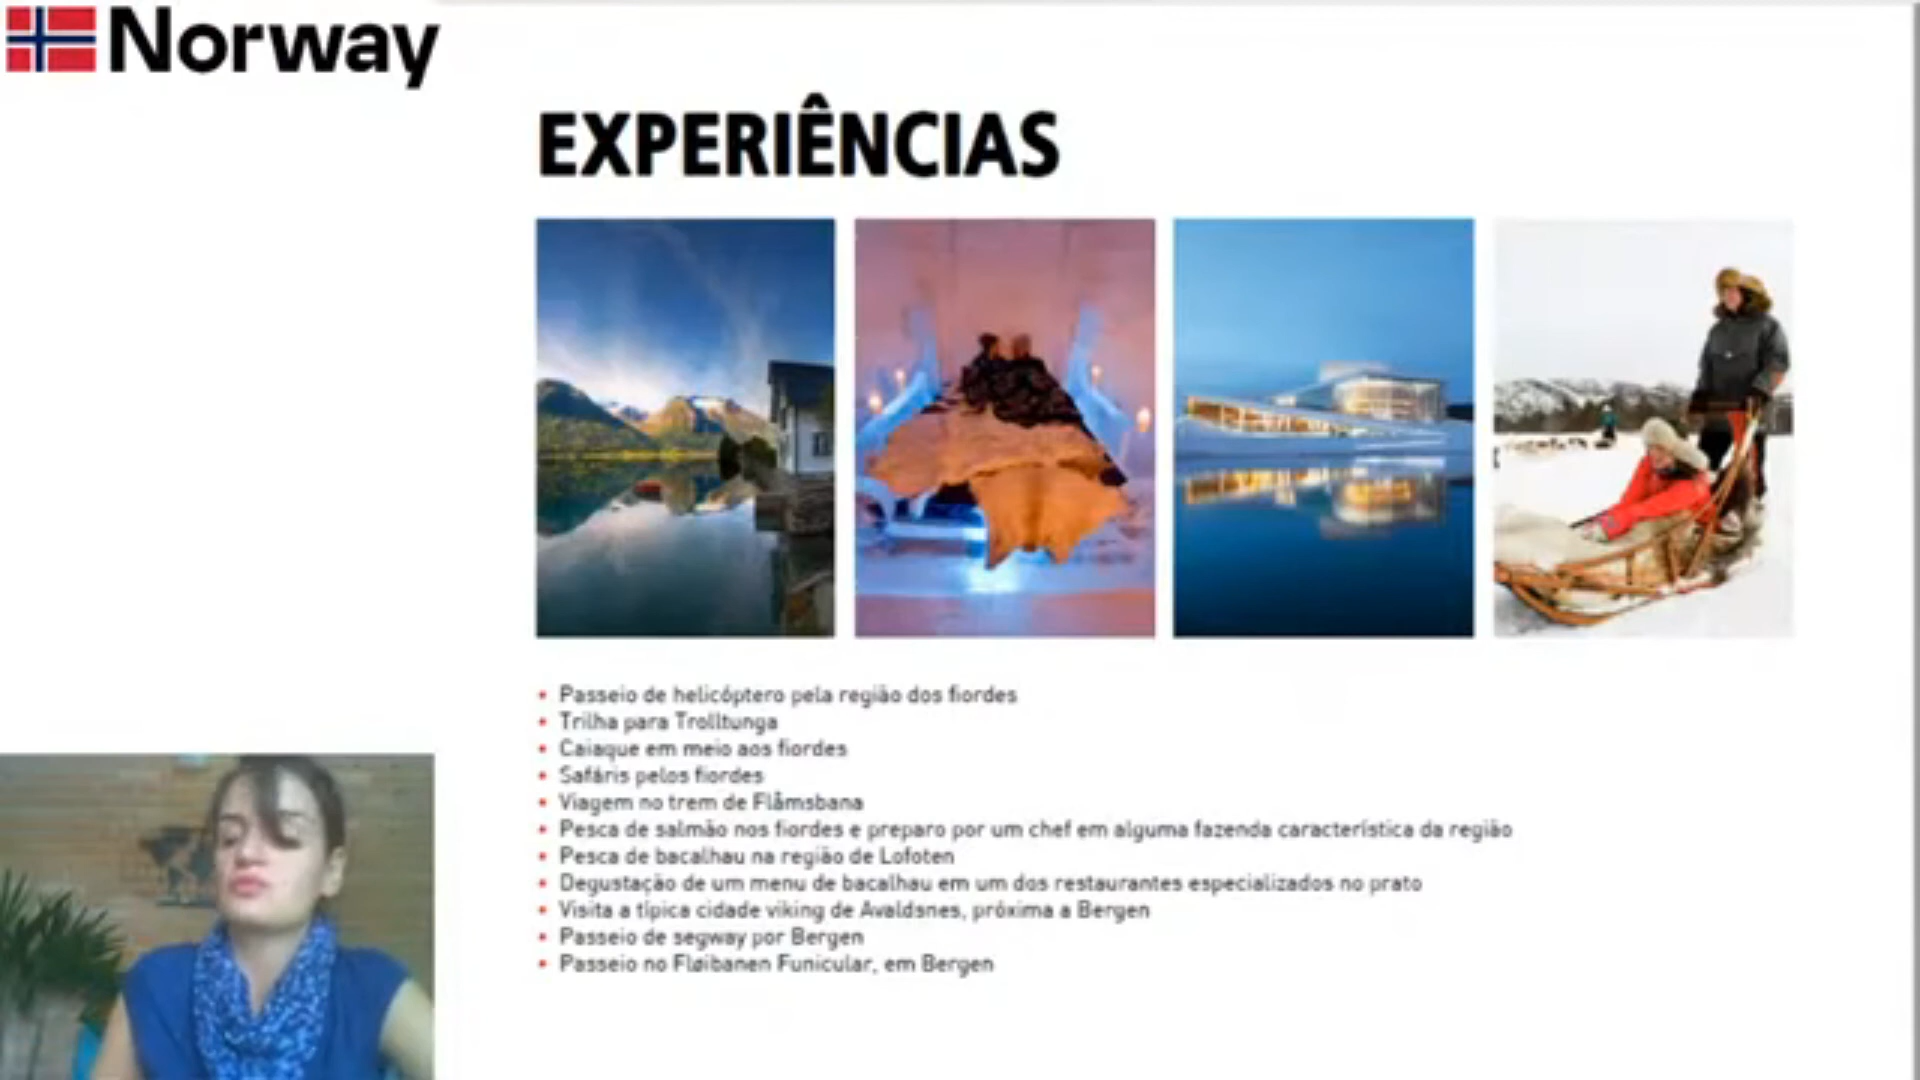 Norway
EXPERIÊNCIAS
• Passeio de helicóptero pela região dos fiordes
• Trilha para Trolltunga
• Caiaque em meio aos fiordes
• Safáris pelos fiordes
• Viagem no trem de Flåmsbana
• Pesca de salmão nos fiordes e preparo por um chef em alguma fazenda característica da região
• Pesca de bacalhau na região de Lofoten
• Degustação de um menu de bacalhau em um dos restaurantes especializados no prato
• Visita a típica cidade viking de Avaldsnes, próxima a Bergen
• Passeio de segway por Bergen
• Passeio no Fløibanen Funicular, em Bergen